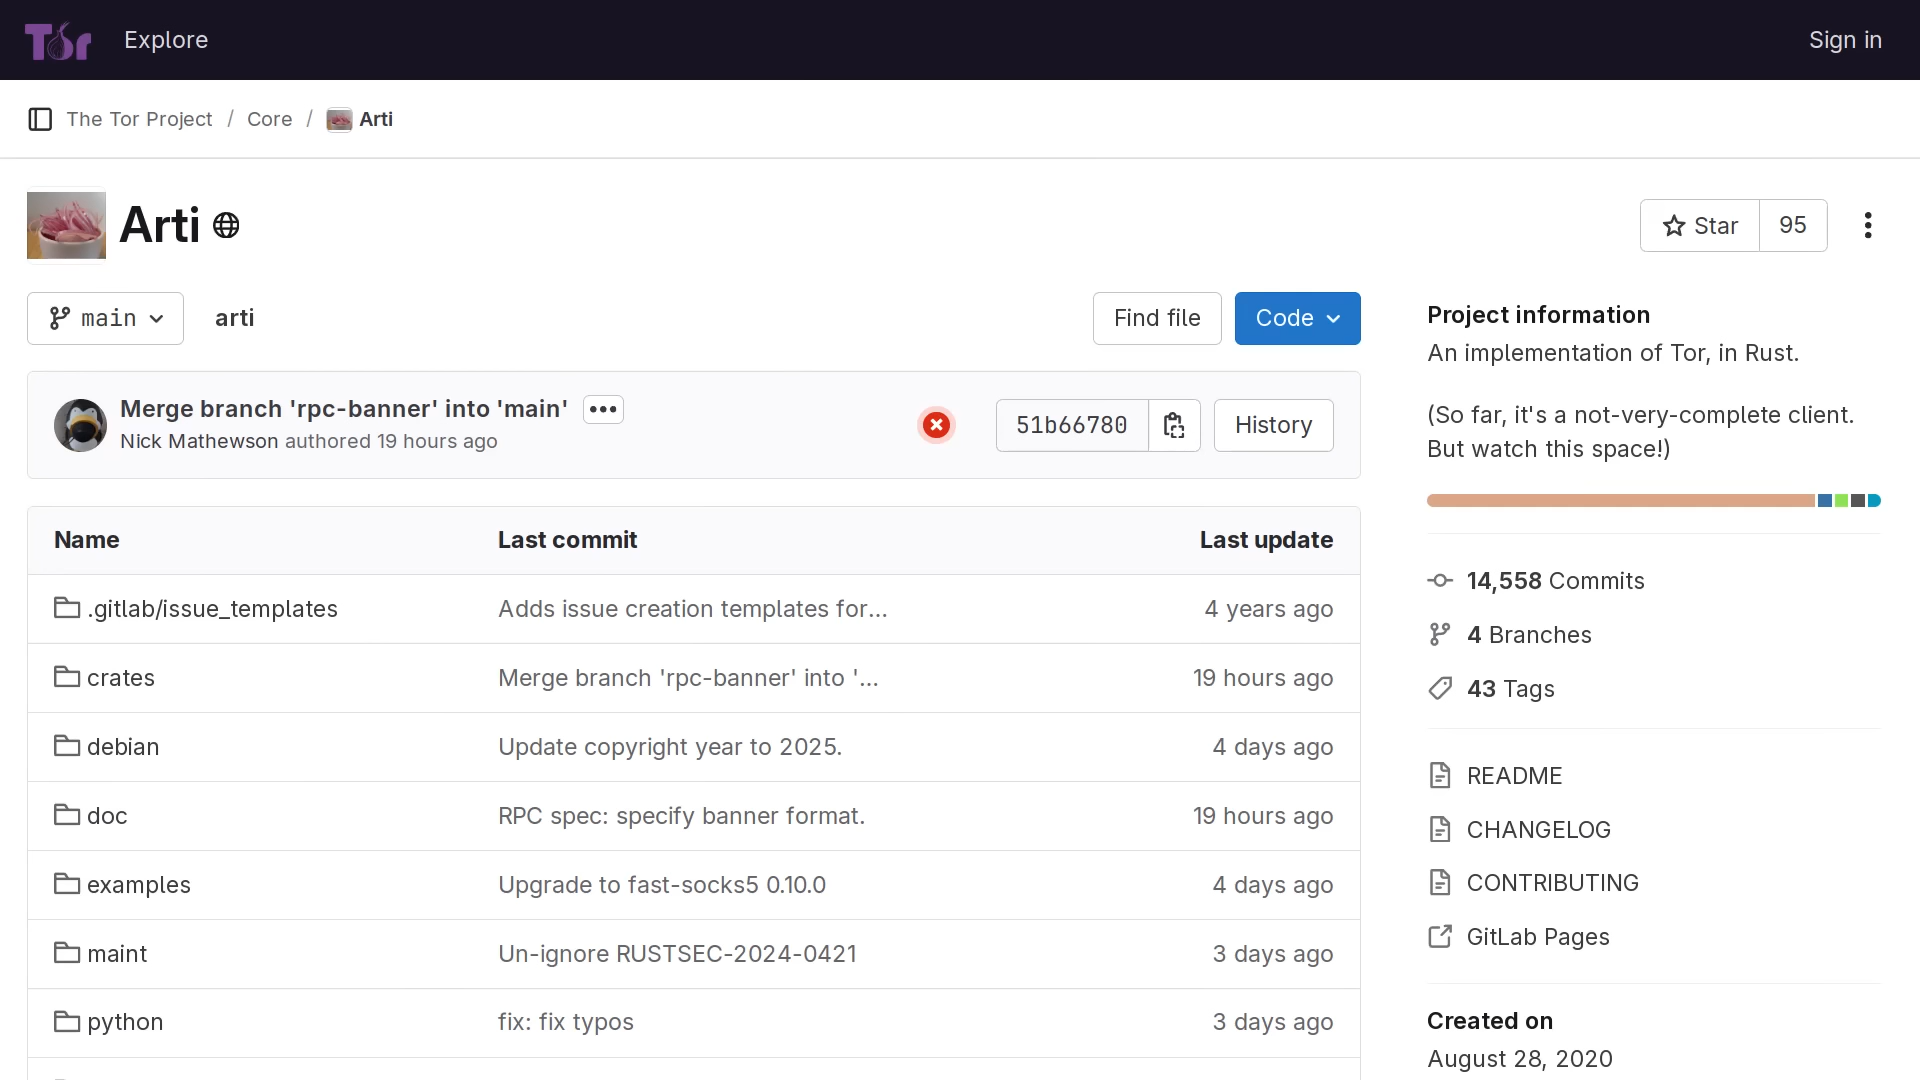 Tor Explore Sign in
The Tor Project / Core / Arti
Arti
Star 95
main arti Find file Code
Merge branch 'rpc-banner' into 'main'
Nick Mathewson authored 19 hours ago
51b66780 History
Name Last commit Last update
.gitlab/issue_templates Adds issue creation templates for... 4 years ago
crates Merge branch 'rpc-banner' into '... 19 hours ago
debian Update copyright year to 2025. 4 days ago
doc RPC spec: specify banner format. 19 hours ago
examples Upgrade to fast-socks5 0.10.0 4 days ago
maint Un-ignore RUSTSEC-2024-0421 3 days ago
python fix: fix typos 3 days ago
Project information
An implementation of Tor, in Rust.
(So far, it's a not-very-complete client.
But watch this space!)
14,558 Commits
4 Branches
43 Tags
README
CHANGELOG
CONTRIBUTING
GitLab Pages
Created on
August 28, 2020